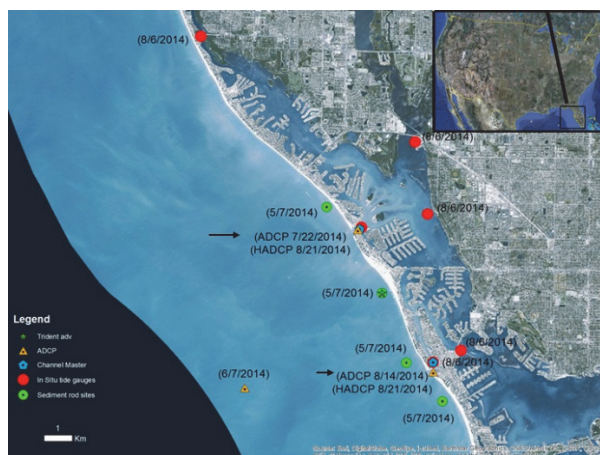 (8/6/2014)
(8/6/2014)
(5/7/2014)
(8/6/2014)
(ADCP 7/22/2014)
(HADCP 8/21/2014)
(5/7/2014)
Legend
Trident adv
ADCP
Channel Master
In Situ tide gauges
Sediment rod sites
(8/6/2014)
(5/7/2014)
(8/6/2014)
(6/7/2014)
(ADCP 8/14/2014)
(HADCP 8/21/2014)
(5/7/2014)
1
Km